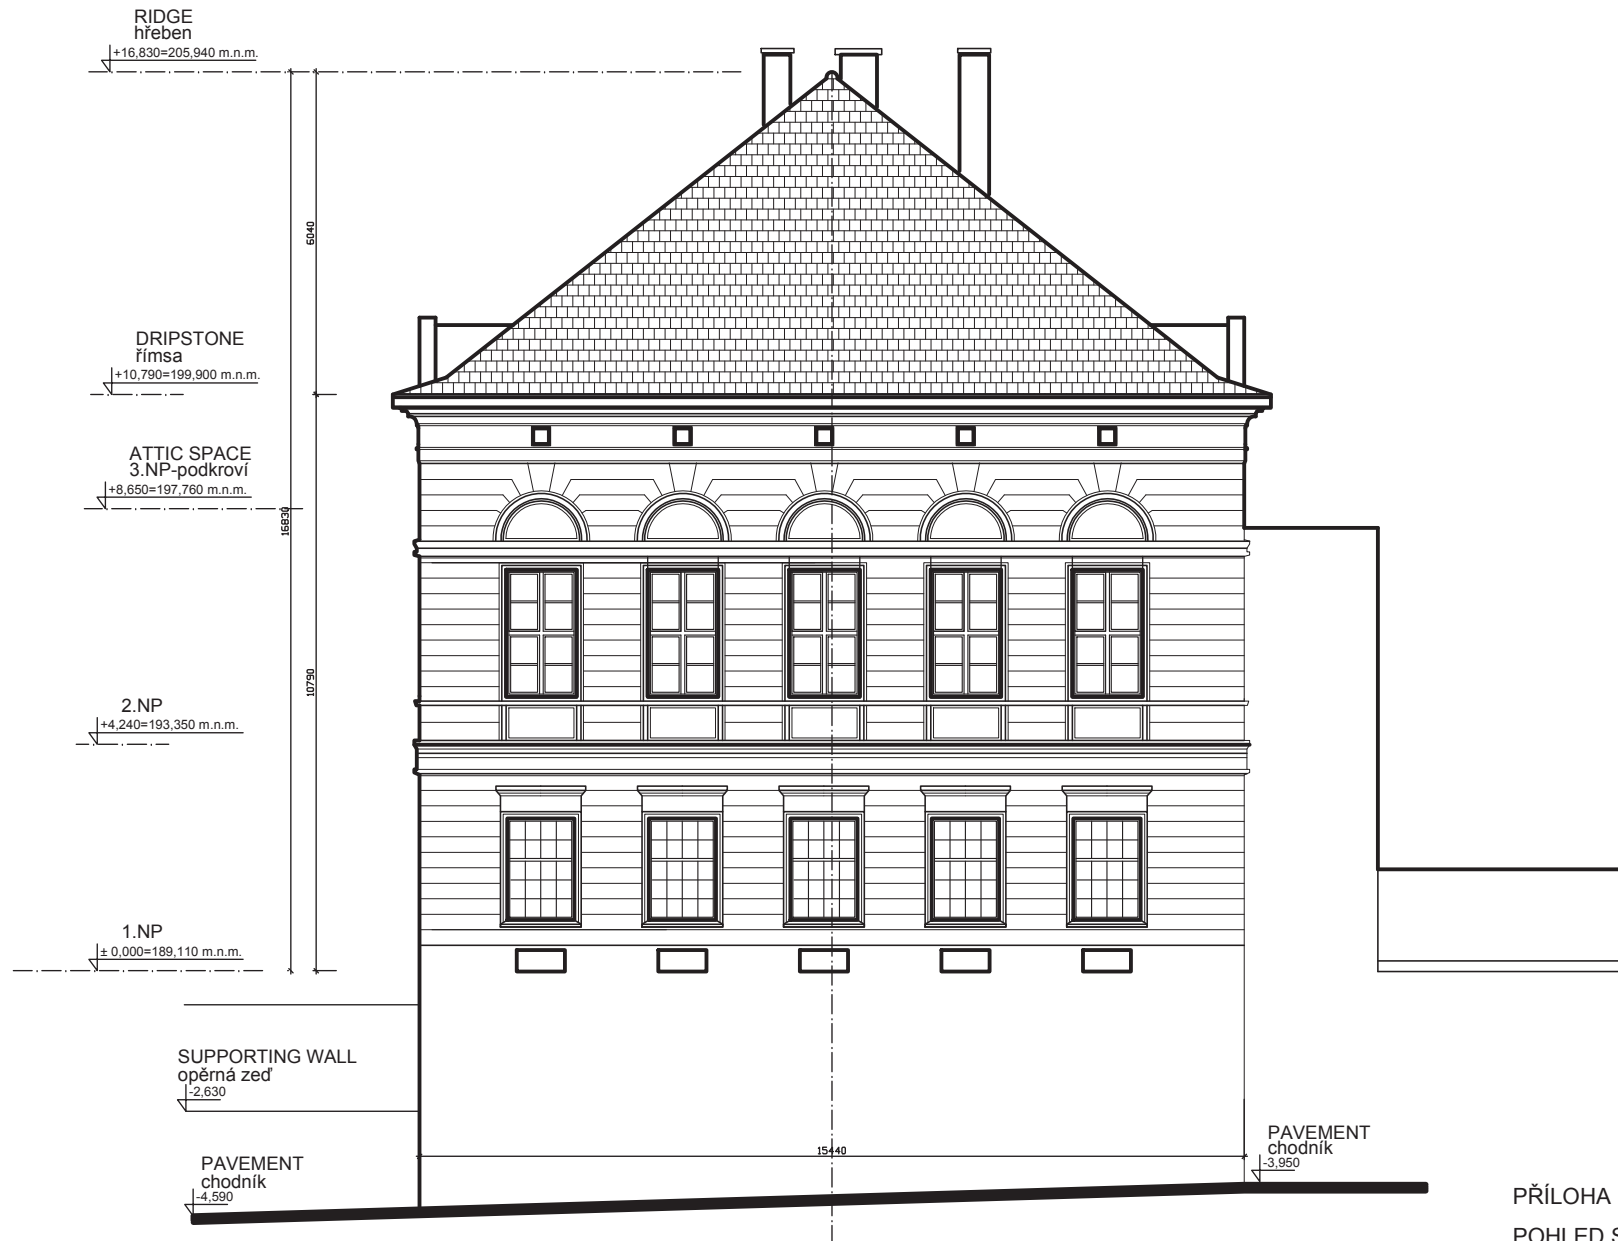 RIDGE
hřeben
+16,830=205,940 m.n.m.
6040
DRIPSTONE
římsa
+10,790=199,900 m.n.m.
ATTIC SPACE
3.NP-podkroví
+8,650=197,760 m.n.m.
16830
10790
2.NP
+4,240=193,350 m.n.m.
1.NP
± 0,000=189,110 m.n.m.
SUPPORTING WALL
opěrná zeď
-2,630
15440
PAVEMENT
chodník
-3,950
PAVEMENT
chodník
-4,590
PŘÍLOHA
POHLED S